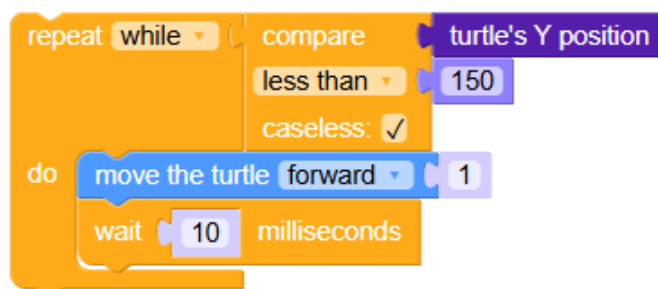 repeat while compare turtle's Y position
less than 150
caseless: ✓
do move the turtle forward 1
wait 10 milliseconds